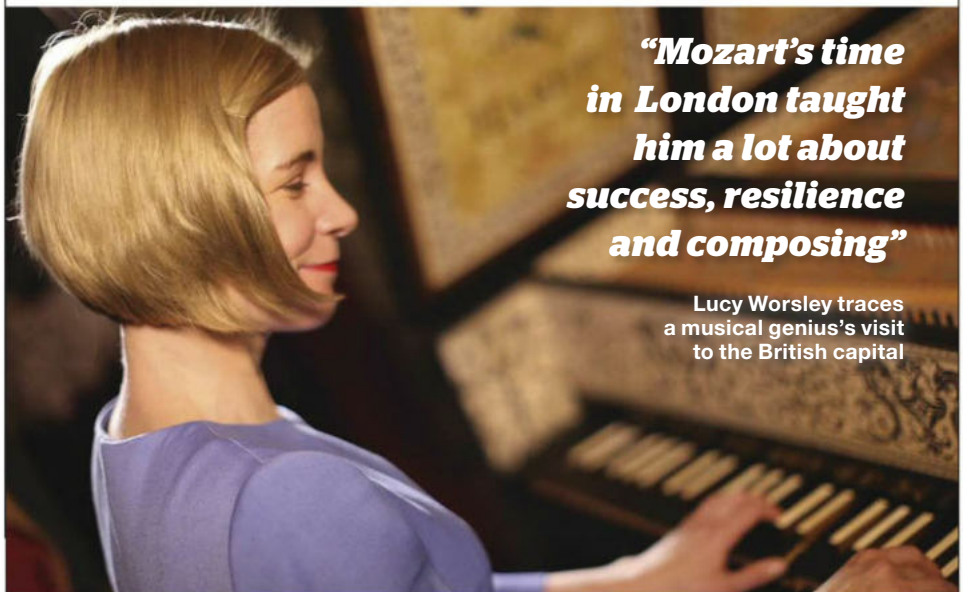 “Mozart’s time
in London taught
him a lot about
success, resilience
and composing”
Lucy Worsley traces
a musical genius’s visit
to the British capital